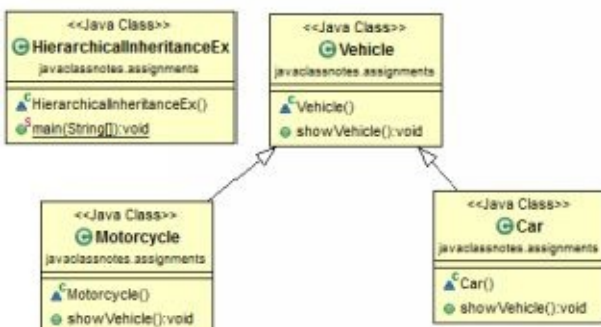 <<Java Class>>
HierarchicalInheritanceEx
javaclassnotes.assignments
HierarchicalInheritanceEx()
main(String[]):void
<<Java Class>>
Vehicle
javaclassnotes.assignments
Vehicle()
showVehicle():void
<<Java Class>>
Motorcycle
javaclassnotes.assignments
Motorcycle()
showVehicle():void
<<Java Class>>
Car
javaclassnotes.assignments
Car()
showVehicle():void